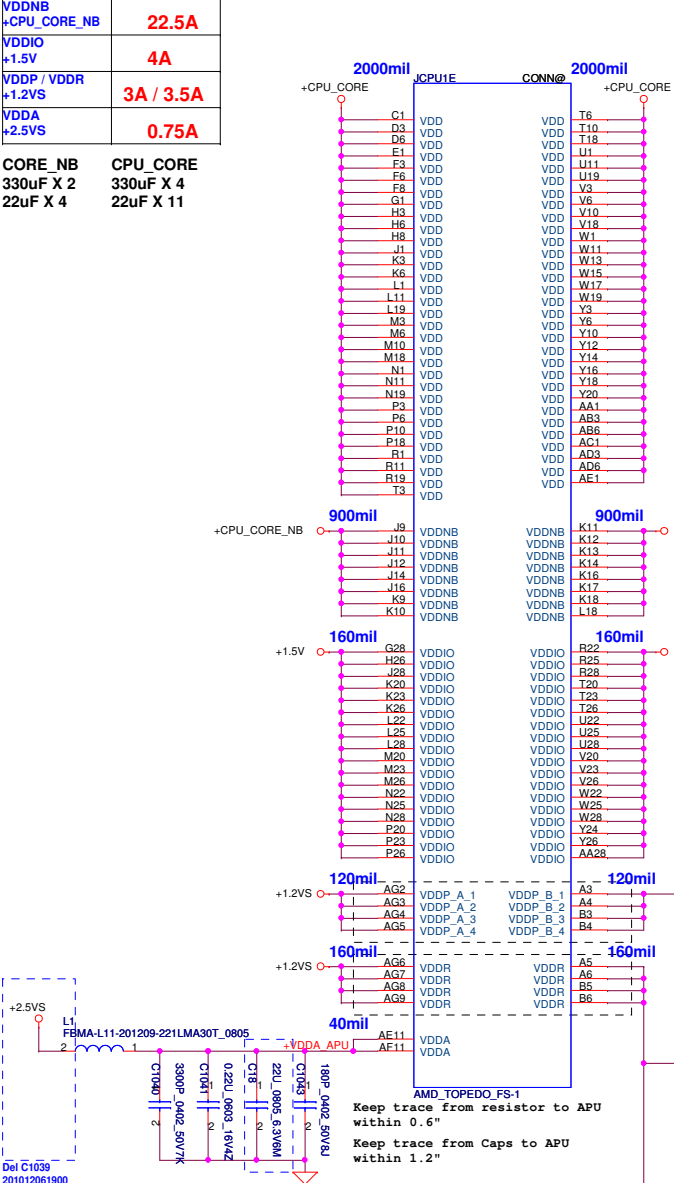 VDDNB
+CPU_CORE_NB 22.5A
VDDIO
+1.5V 4A
VDDP / VDDR
+1.2VS 3A / 3.5A
VDDA
+2.5VS 0.75A
CORE_NB CPU_CORE
330uF X 2 330uF X 4
22uF X 4 22uF X 11
2000mil JCPU1E CONN@ 2000mil
+CPU_CORE +CPU_CORE
C1 VDD VDD T6
D3 VDD VDD T10
D6 VDD VDD T18
E1 VDD VDD U1
F3 VDD VDD U11
F6 VDD VDD U19
F8 VDD VDD V3
G1 VDD VDD V6
H3 VDD VDD V10
H6 VDD VDD V18
H8 VDD VDD W1
J1 VDD VDD W11
K3 VDD VDD W13
K6 VDD VDD W15
L1 VDD VDD W17
L11 VDD VDD W19
L19 VDD VDD Y3
M3 VDD VDD Y6
M6 VDD VDD Y10
M10 VDD VDD Y12
M18 VDD VDD Y14
N1 VDD VDD Y16
N11 VDD VDD Y18
N19 VDD VDD Y20
P3 VDD VDD AA1
P6 VDD VDD AB3
P10 VDD VDD AB6
P18 VDD VDD AC1
R1 VDD VDD AD3
R11 VDD VDD AD6
R19 VDD VDD AE1
T3 VDD
900mil 900mil
+CPU_CORE_NB J9 VDDNB VDDNB K11
J10 VDDNB VDDNB K12
J11 VDDNB VDDNB K13
J12 VDDNB VDDNB K14
J14 VDDNB VDDNB K16
J16 VDDNB VDDNB K17
K9 VDDNB VDDNB K18
K10 VDDNB VDDNB L18
160mil 160mil
+1.5V G28 VDDIO VDDIO R22
H26 VDDIO VDDIO R25
J28 VDDIO VDDIO R28
K20 VDDIO VDDIO T20
K23 VDDIO VDDIO T23
K26 VDDIO VDDIO T26
L22 VDDIO VDDIO U22
L25 VDDIO VDDIO U25
L28 VDDIO VDDIO U28
M20 VDDIO VDDIO V20
M23 VDDIO VDDIO V23
M26 VDDIO VDDIO V26
N22 VDDIO VDDIO W22
N25 VDDIO VDDIO W25
N28 VDDIO VDDIO W28
P20 VDDIO VDDIO Y24
P23 VDDIO VDDIO Y26
P26 VDDIO VDDIO AA28
120mil 120mil
+1.2VS AG2 VDDP_A_1 VDDP_B_1 A3
AG3 VDDP_A_2 VDDP_B_2 A4
AG4 VDDP_A_3 VDDP_B_3 B3
AG5 VDDP_A_4 VDDP_B_4 B4
160mil 160mil
+1.2VS AG6 VDDR VDDR A5
AG7 VDDR VDDR A6
AG8 VDDR VDDR B5
AG9 VDDR VDDR B6
40mil
+2.5VS
L1
FBMA-L11-201209-221LMA30T_0805
2 1
+VDDA_APU
AE11 VDDA
AF11 VDDA
C1040 1 2 3300P_0402_50V7K
C1041 1 2 0.22U_0603_16V4Z
C18 1 2 22U_0805_6.3V6M
C1043 1 2 180P_0402_50V8J
AMD_TOPEDO_FS-1
Keep trace from resistor to APU
within 0.6"
Keep trace from Caps to APU
within 1.2"
Del C1039
201012061900